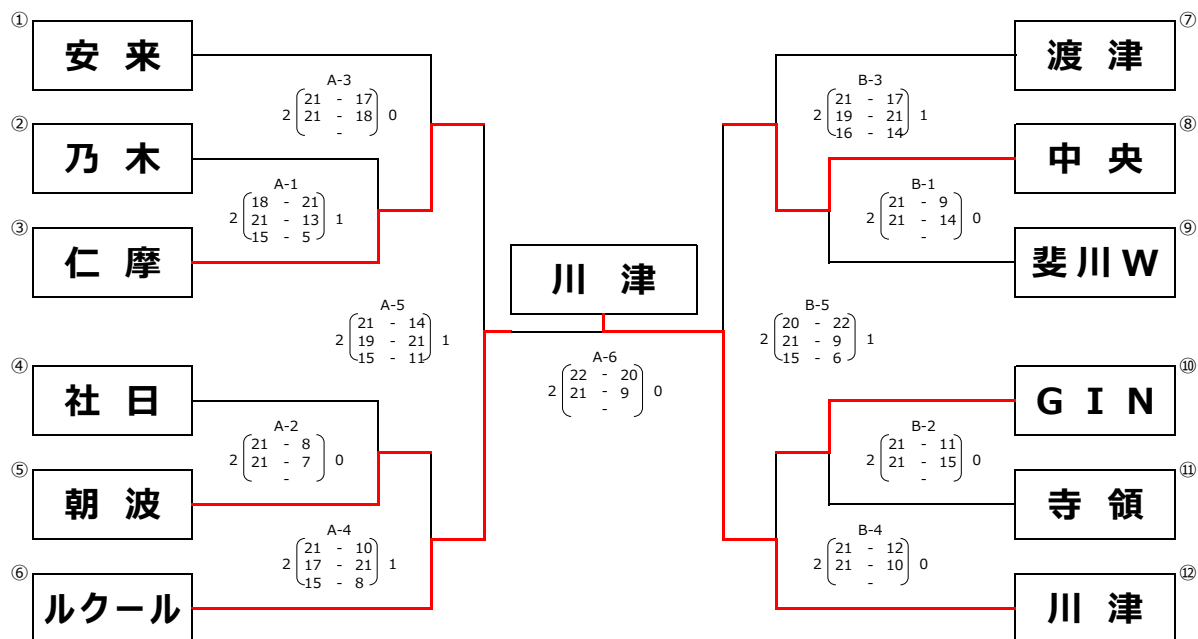 ①
安 来
②
乃 木
③
仁 摩
④
社 日
⑤
朝 波
⑥
ルクール
A-3
21 - 17
2 21 - 18 0
-
A-1
18 - 21
2 21 - 13 1
15 - 5
A-5
21 - 14
2 19 - 21 1
15 - 11
A-2
21 - 8
2 21 - 7 0
-
A-4
21 - 10
2 17 - 21 1
15 - 8
川 津
A-6
22 - 20
2 21 - 9 0
-
B-3
21 - 17
2 19 - 21 1
16 - 14
B-1
21 - 9
2 21 - 14 0
-
B-5
20 - 22
2 21 - 9 1
15 - 6
B-2
21 - 11
2 21 - 15 0
-
B-4
21 - 12
2 21 - 10 0
-
⑦
渡 津
⑧
中 央
⑨
斐川W
⑩
G I N
⑪
寺 領
⑫
川 津